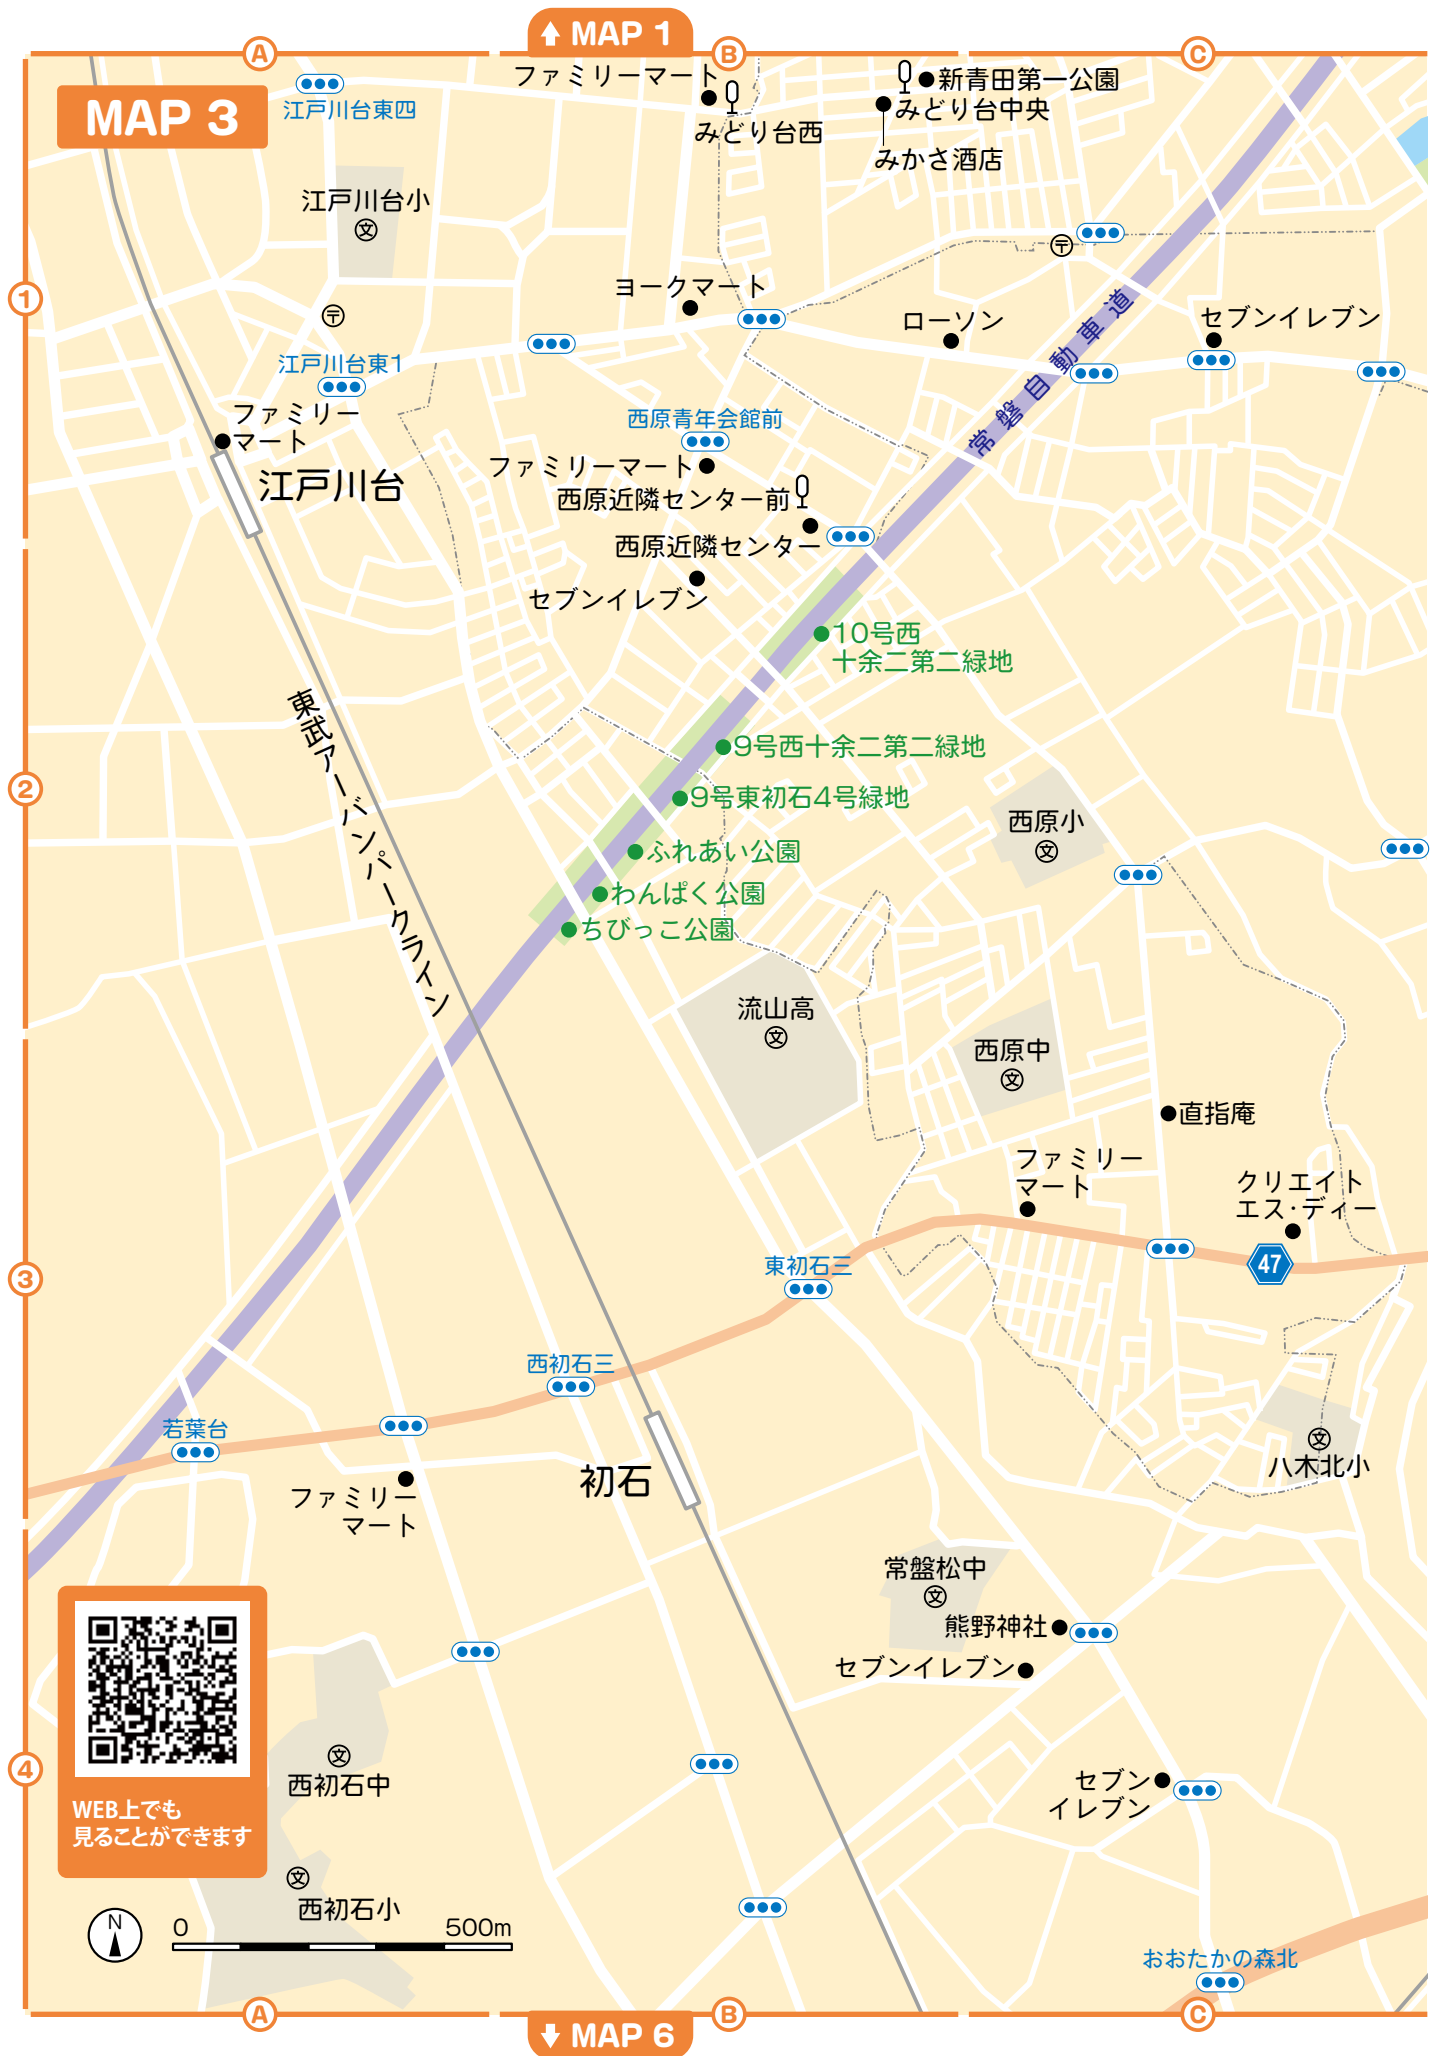 ↑ MAP 1
A
B
C
MAP 3
江戸川台東四
ファミリーマート
みどり台西
新青田第一公園
みどり台中央
みかさ酒店
江戸川台小
文
〒
1
ヨークマート
ローソン
セブンイレブン
〒
常磐自動車道
江戸川台東1
ファミリー
マート
江戸川台
西原青年会館前
ファミリーマート
西原近隣センター前
西原近隣センター
セブンイレブン
10号西
十余二第二緑地
東武アーバンパークライン
9号西十余二第二緑地
2
9号東初石4号緑地
ふれあい公園
わんぱく公園
ちびっこ公園
西原小
文
流山高
文
西原中
文
直指庵
ファミリー
マート
クリエイト
エス・ディー
47
3
東初石三
西初石三
若葉台
ファミリー
マート
初石
文
八木北小
常盤松中
文
熊野神社
セブンイレブン
4
文
西初石中
セブン
イレブン
WEB上でも
見ることができます
文
西初石小
N
0
500m
おおたかの森北
A
B
C
↓ MAP 6